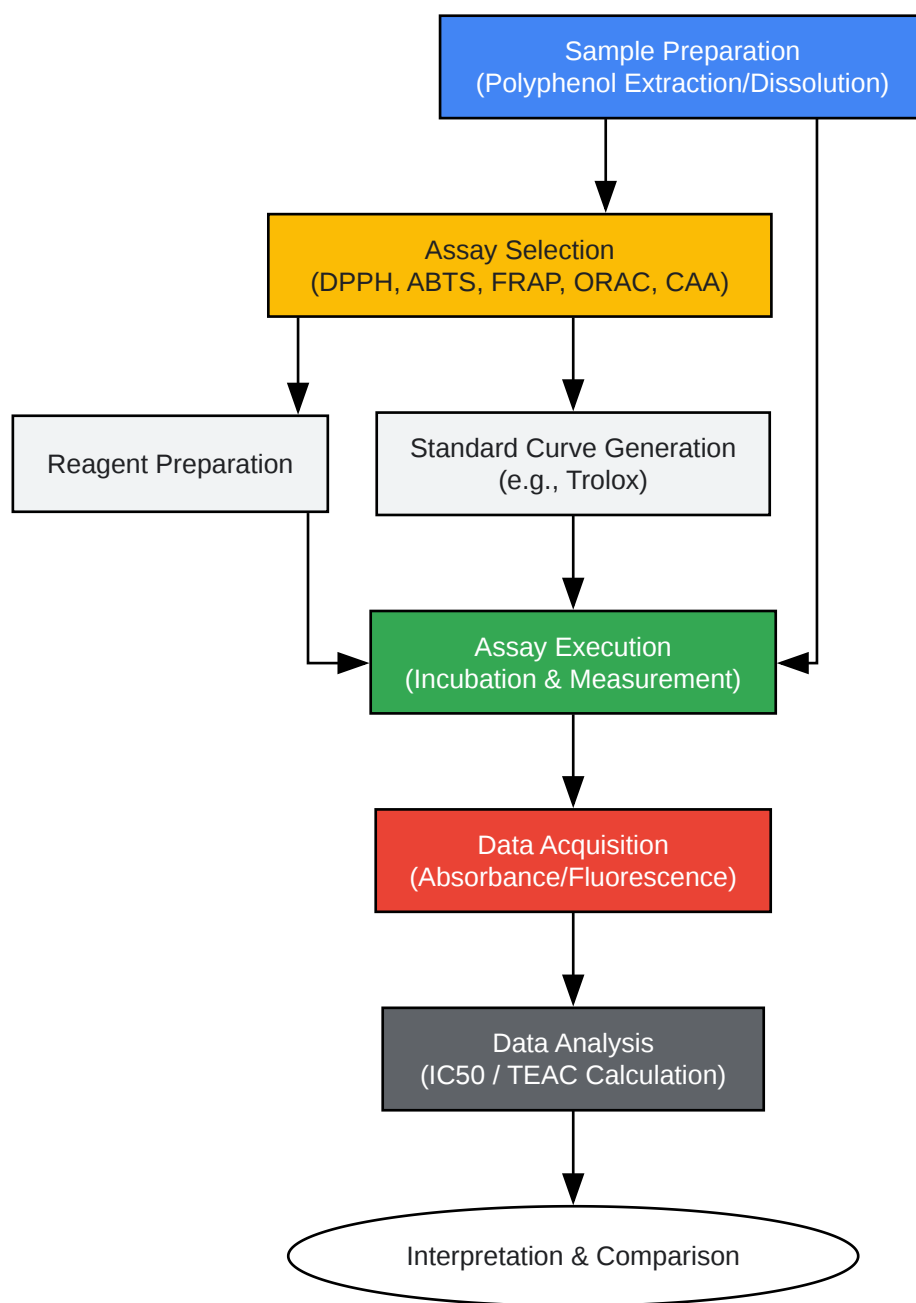 Sample Preparation
(Polyphenol Extraction/Dissolution)
Assay Selection
(DPPH, ABTS, FRAP, ORAC, CAA)
Reagent Preparation
Standard Curve Generation
(e.g., Trolox)
Assay Execution
(Incubation & Measurement)
Data Acquisition
(Absorbance/Fluorescence)
Data Analysis
(IC50 / TEAC Calculation)
Interpretation & Comparison